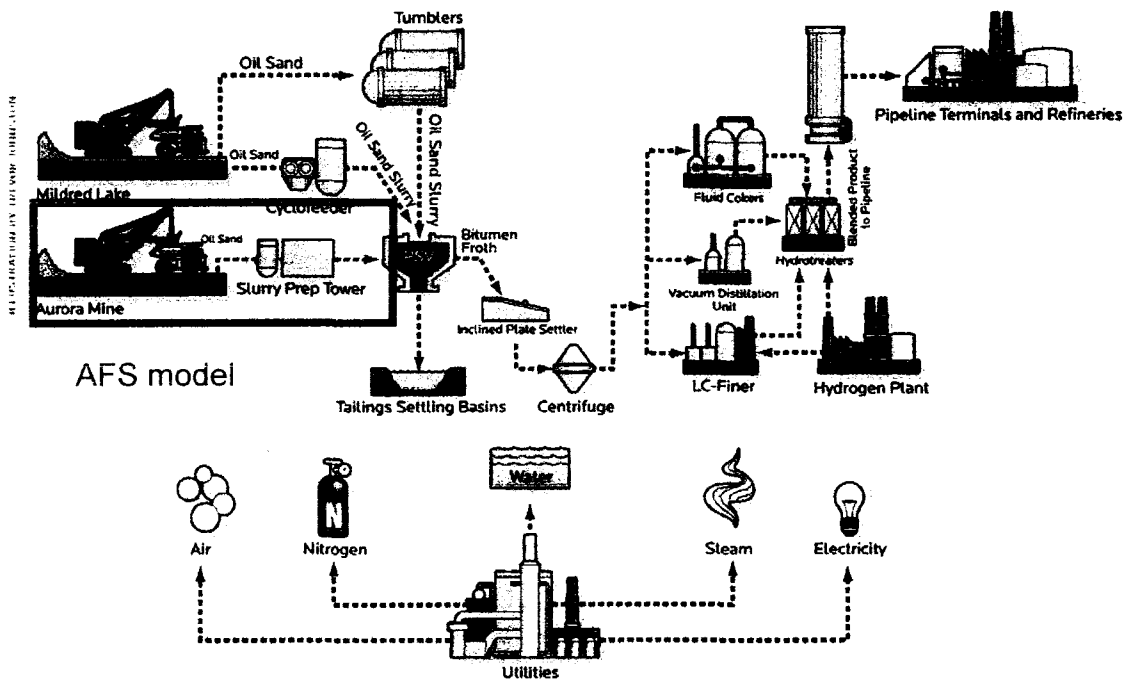 Tumblers
Oil Sand
Oil Sand Slurry
Oil Sand Slurry
Oil Sand
Mildred Lake
Cyclofeeder
Oil Sand
Slurry Prep Tower
Aurora Mine
AFS model
Bitumen
Froth
Inclined Plate Settler
Tailings Settling Basins
Centrifuge
Fluid Cokers
Vacuum Distillation
Unit
LC-Finer
Hydrotreaters
Hydrogen Plant
Blended Product
to Pipeline
Pipeline Terminals and Refineries
Water
N
Air
Nitrogen
Steam
Electricity
Utilities